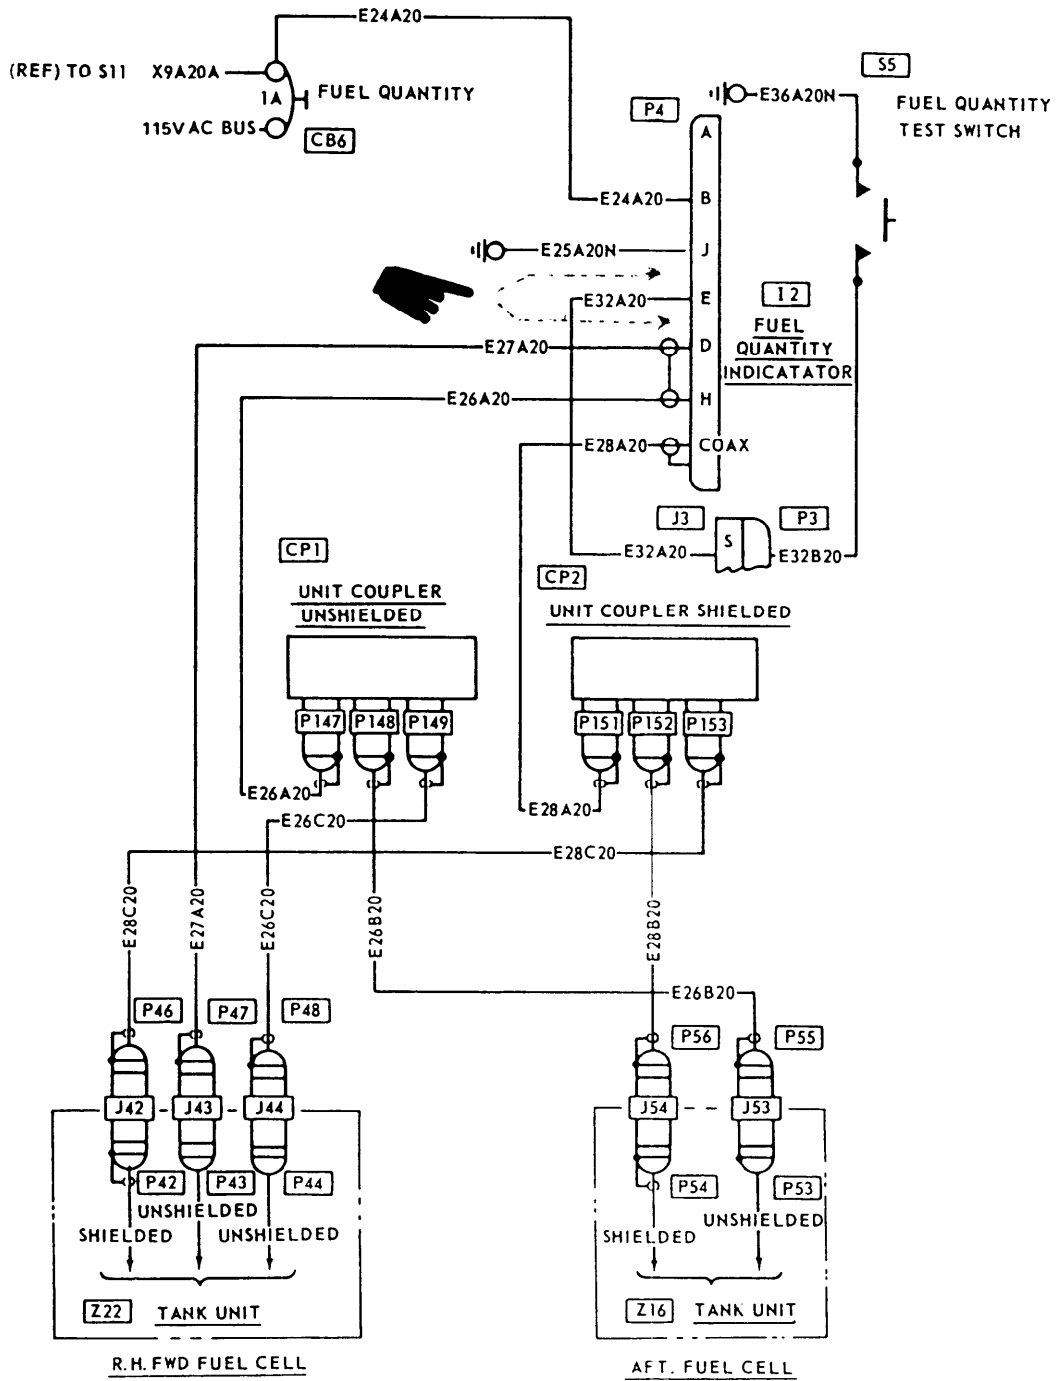 E24A20
(REF) TO S11 X9A20A
1A
FUEL QUANTITY
115VAC BUS
CB6
S5
E36A20N
FUEL QUANTITY
TEST SWITCH
P4
A
E24A20 B
E25A20N J
E32A20 E
I2
FUEL
QUANTITY
INDICATATOR
E27A20 D
E26A20 H
E28A20 COAX
J3
P3
E32A20 S E32B20
CP1
UNIT COUPLER
UNSHIELDED
CP2
UNIT COUPLER SHIELDED
P147 P148 P149
P151 P152 P153
E26A20
E28A20
E26C20
E28C20
E28C20
E27A20
E26C20
E26B20
E28B20
E26B20
P46 P47 P48
P56 P55
J42 J43 J44
J54 J53
P42 P43 P44
P54 P53
UNSHIELDED
SHIELDED UNSHIELDED
UNSHIELDED
SHIELDED
Z22 TANK UNIT
Z16 TANK UNIT
R.H. FWD FUEL CELL
AFT. FUEL CELL